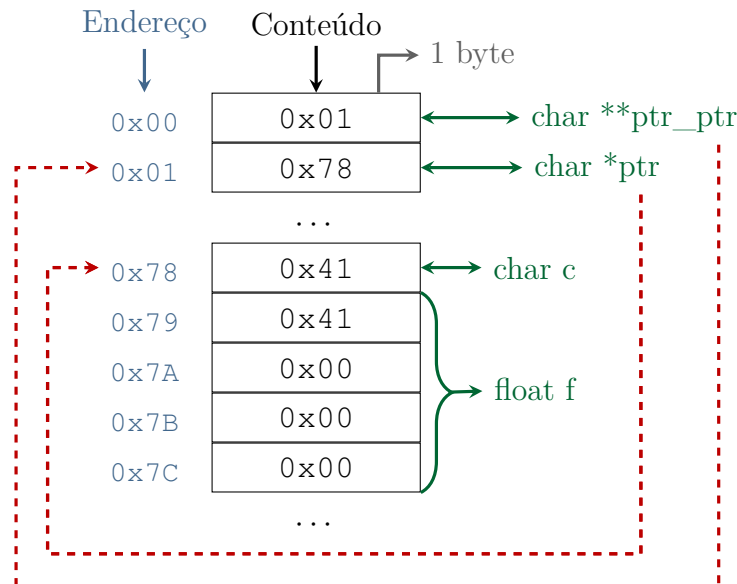 Endereço Conteúdo
1 byte
0x00 0x01 char **ptr_ptr
0x01 0x78 char *ptr
...
0x78 0x41 char c
0x79 0x41
0x7A 0x00
float f
0x7B 0x00
0x7C 0x00
...